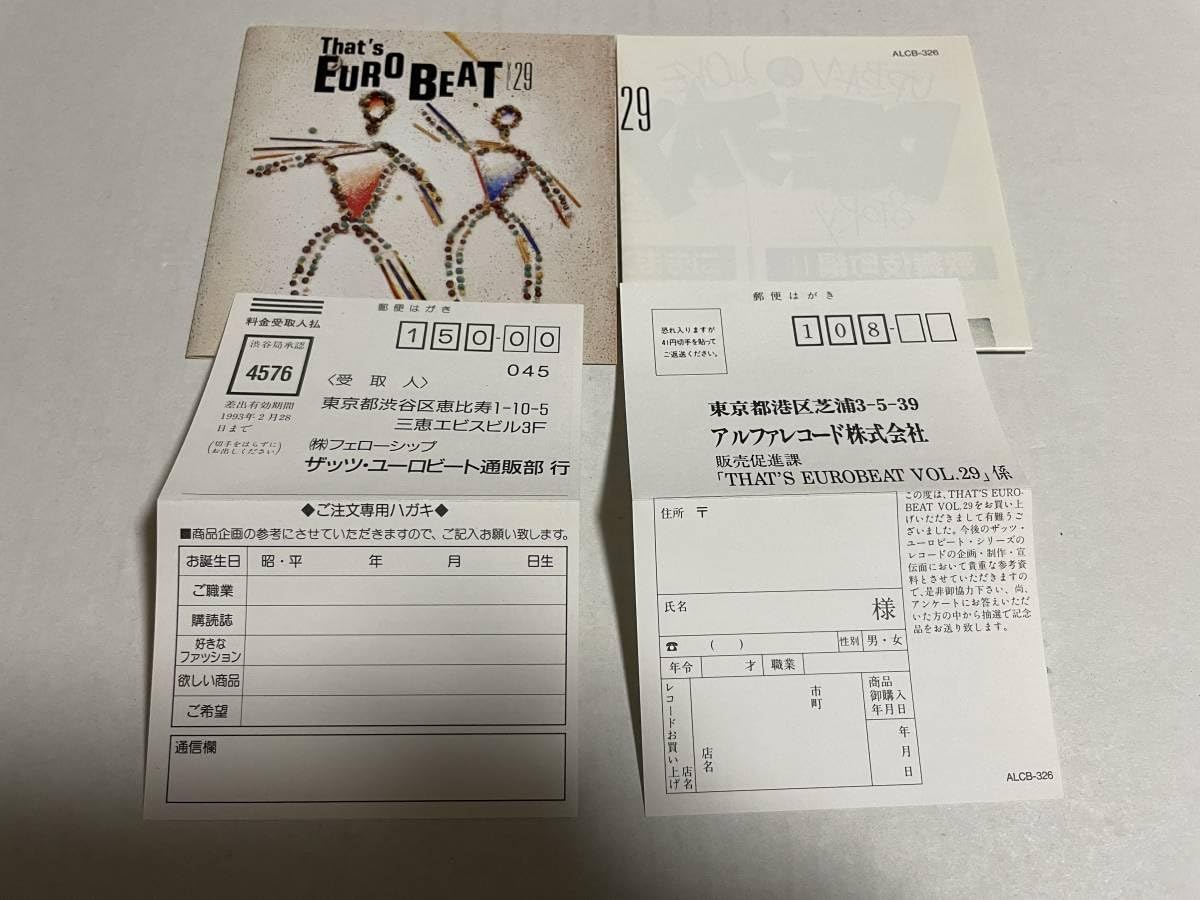 That's
EURO BEAT VOL.29
ALCB-326
29
料金受取人払
渋谷局承認
4576
差出有効期間
1993年2月28
日まで
(切手をはらずに
お出しください)
郵便はがき
150-00
045
〈受取人〉
東京都渋谷区恵比寿1-10-5
三恵エビスビル3F
㈱フェローシップ
ザッツ・ユーロビート通販部 行
◆ご注文専用ハガキ◆
■商品企画の参考にさせていただきますので、ご記入お願い致します。
お誕生日 昭・平 年 月 日生
ご職業
購読誌
好きな
ファッション
欲しい商品
ご希望
通信欄
郵便はがき
恐れ入りますが
41円切手を貼って
ご返送ください。
108-
東京都港区芝浦3-5-39
アルファレコード株式会社
販売促進課
「THAT'S EUROBEAT VOL.29」係
この度は、THAT'S EURO-
BEAT VOL.29をお買い上
げいただきまして有難うご
ざいました。今後のザッツ・
ユーロビート・シリーズの
レコードの企画・制作・宣
伝面において貴重な参考資
料とさせていただきますの
で、是非御協力下さい、尚、
アンケートにお答えいただ
いた方の中から抽選で記念
品をお送り致します。
住所 〒
氏名 様
☎ ( ) 性別 男・女
年令 才 職業
レコードお買い上げ店名
市
町
店名
商品
御購入
年月日
年
月
日
ALCB-326